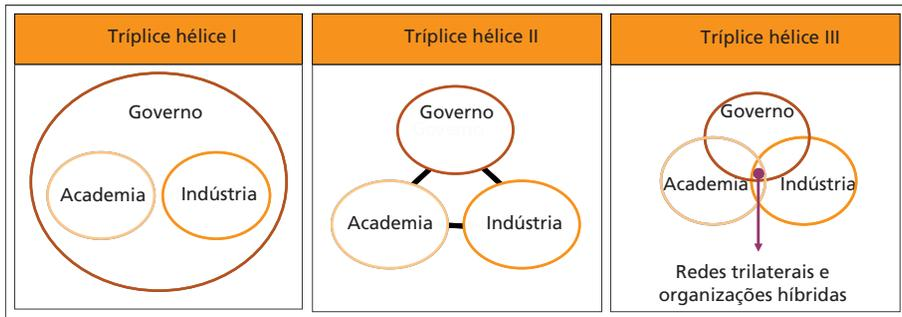 Tríplice hélice I
Governo
Academia Indústria
Tríplice hélice II
Governo
Academia Indústria
Tríplice hélice III
Governo
Academia Indústria
Redes trilaterais e
organizações híbridas